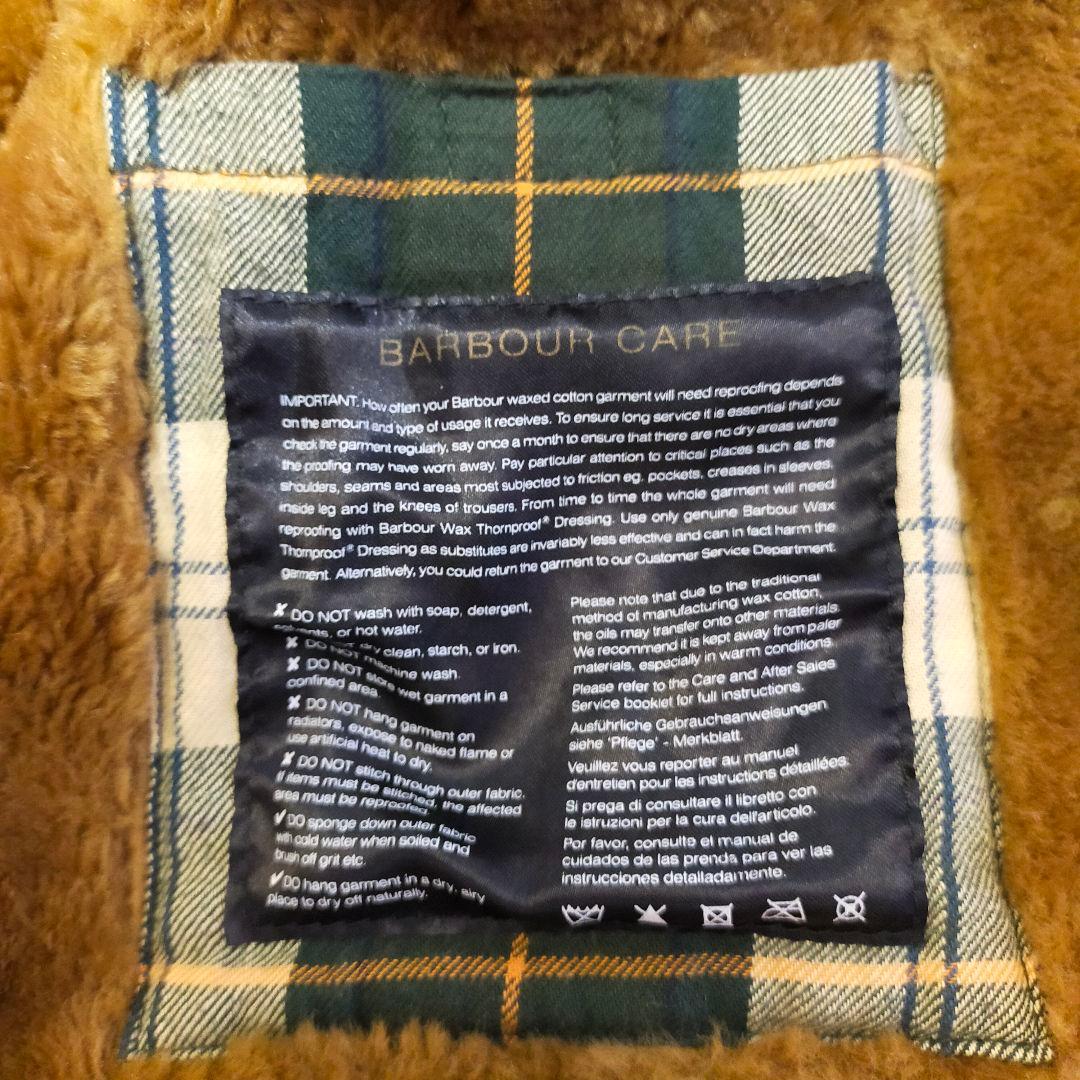 BARBOUR CARE
IMPORTANT. How often your Barbour waxed cotton garment will need reproofing depends
on the amount and type of usage it receives. To ensure long service it is essential that you
check the garment regularly, say once a month to ensure that there are no dry areas where
the proofing may have worn away. Pay particular attention to critical places such as the
shoulders, seams and areas most subjected to friction eg. pockets, creases in sleeves,
inside leg and the knees of trousers. From time to time the whole garment will need
reproofing with Barbour Wax Thornproof® Dressing. Use only genuine Barbour Wax
Thornproof® Dressing as substitutes are invariably less effective and can in fact harm the
garment. Alternatively, you could return the garment to our Customer Service Department.
✗ DO NOT wash with soap, detergent,
solvents, or hot water.
✗ DO NOT dry clean, starch, or iron.
✗ DO NOT machine wash.
✗ DO NOT store wet garment in a
confined area.
✗ DO NOT hang garment on
radiators, expose to naked flame or
use artificial heat to dry.
✗ DO NOT stitch through outer fabric.
If items must be stitched, the affected
area must be reproofed.
✓ DO sponge down outer fabric
with cold water when soiled and
brush off grit etc.
✓ DO hang garment in a dry, airy
place to dry off naturally.
Please note that due to the traditional
method of manufacturing wax cotton,
the oils may transfer onto other materials.
We recommend it is kept away from paler
materials, especially in warm conditions.
Please refer to the Care and After Sales
Service booklet for full instructions.
Ausführliche Gebrauchsanweisungen
siehe 'Pflege' - Merkblatt.
Veuillez vous reporter au manuel
d'entretien pour les instructions détaillées.
Si prega di consultare il libretto con
le istruzioni per la cura dell'articolo.
Por favor, consulte el manual de
cuidados de las prenda para ver las
instrucciones detalladamente.